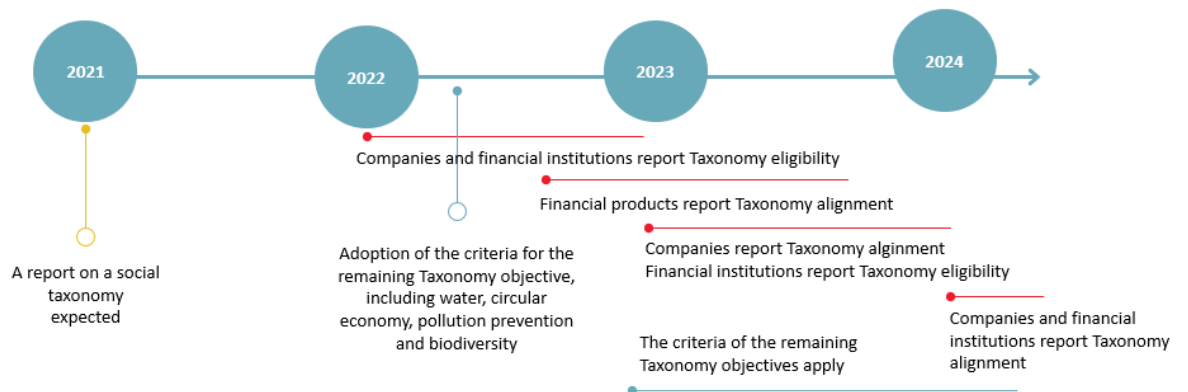 2021
2022
2023
2024
Companies and financial institutions report Taxonomy eligibility
Financial products report Taxonomy alignment
Companies report Taxonomy alginment
Financial institutions report Taxonomy eligibility
A report on a social
taxonomy
expected
Adoption of the criteria for the
remaining Taxonomy objective,
including water, circular
economy, pollution prevention
and biodiversity
The criteria of the remaining
Taxonomy objectives apply
Companies and financial
institutions report Taxonomy
alignment